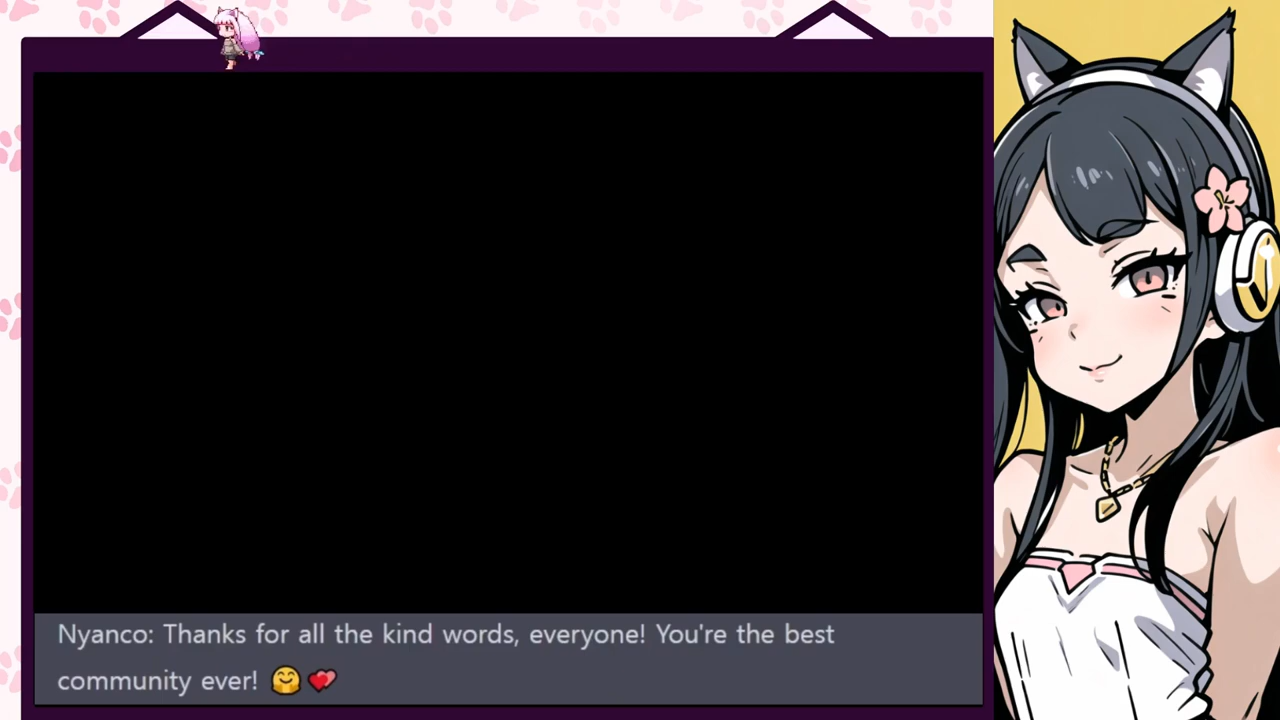 Nyanco: Thanks for all the kind words, everyone! You're the best
community ever! 🤗💕